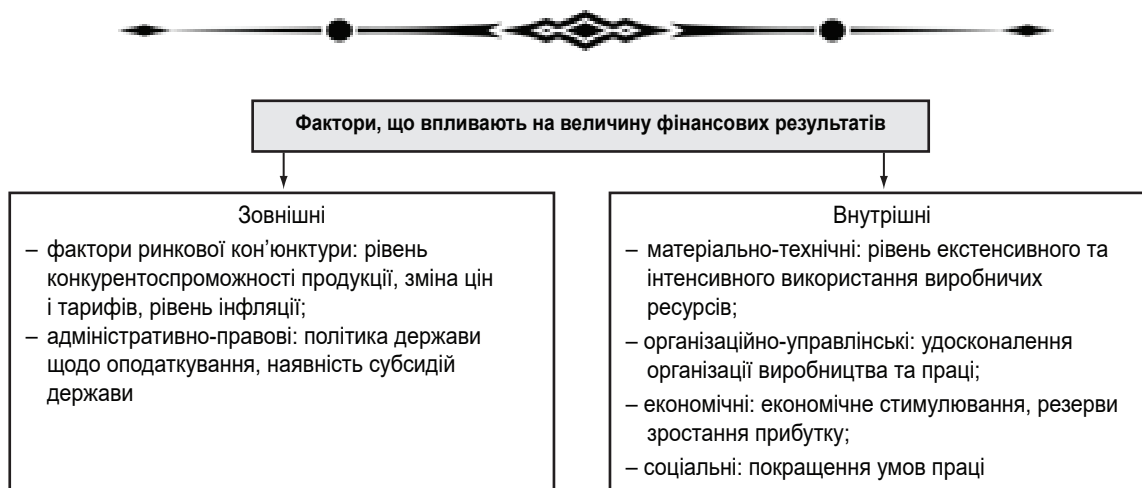 Фактори, що впливають на величину фінансових результатів
Зовнішні
– фактори ринкової кон’юнктури: рівень
конкурентоспроможності продукції, зміна цін
і тарифів, рівень інфляції;
– адміністративно-правові: політика держави
щодо оподаткування, наявність субсидій
держави
Внутрішні
– матеріально-технічні: рівень екстенсивного та
інтенсивного використання виробничих
ресурсів;
– організаційно-управлінські: удосконалення
організації виробництва та праці;
– економічні: економічне стимулювання, резерви
зростання прибутку;
– соціальні: покращення умов праці